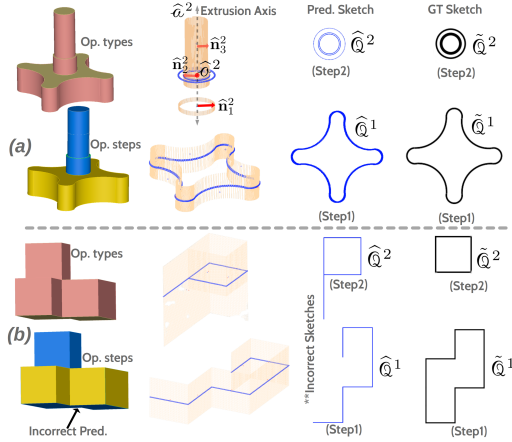 Extrusion Axis Pred. Sketch GT Sketch
Op. types
(Step2) (Step2)
(a)
Op. steps
(Step1) (Step1)
Op. types
(Step2) (Step2)
(b)
Op. steps
**Incorrect Sketches
Incorrect Pred.
(Step1) (Step1)